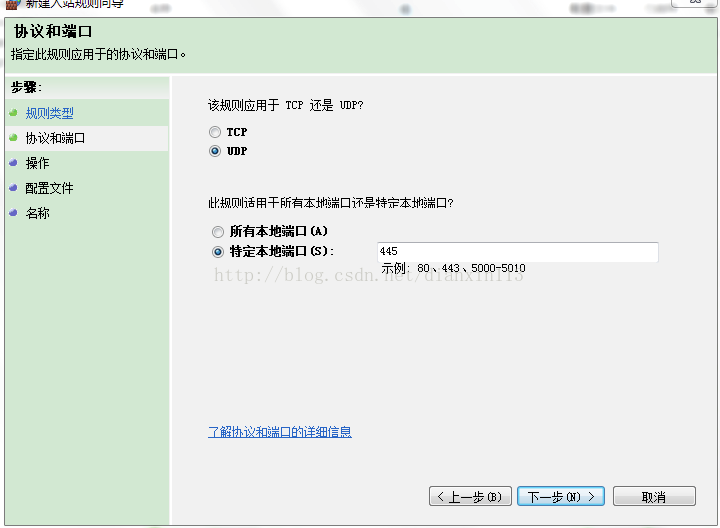 新建入站规则向导
协议和端口
指定此规则应用于的协议和端口。
步骤:
规则类型
协议和端口
操作
配置文件
名称
该规则应用于 TCP 还是 UDP?
TCP
UDP
此规则适用于所有本地端口还是特定本地端口?
所有本地端口(A)
特定本地端口(S):
445
示例: 80、443、5000-5010
http://blog.csdn.net/dianxin113
了解协议和端口的详细信息
< 上一步(B)
下一步(N) >
取消